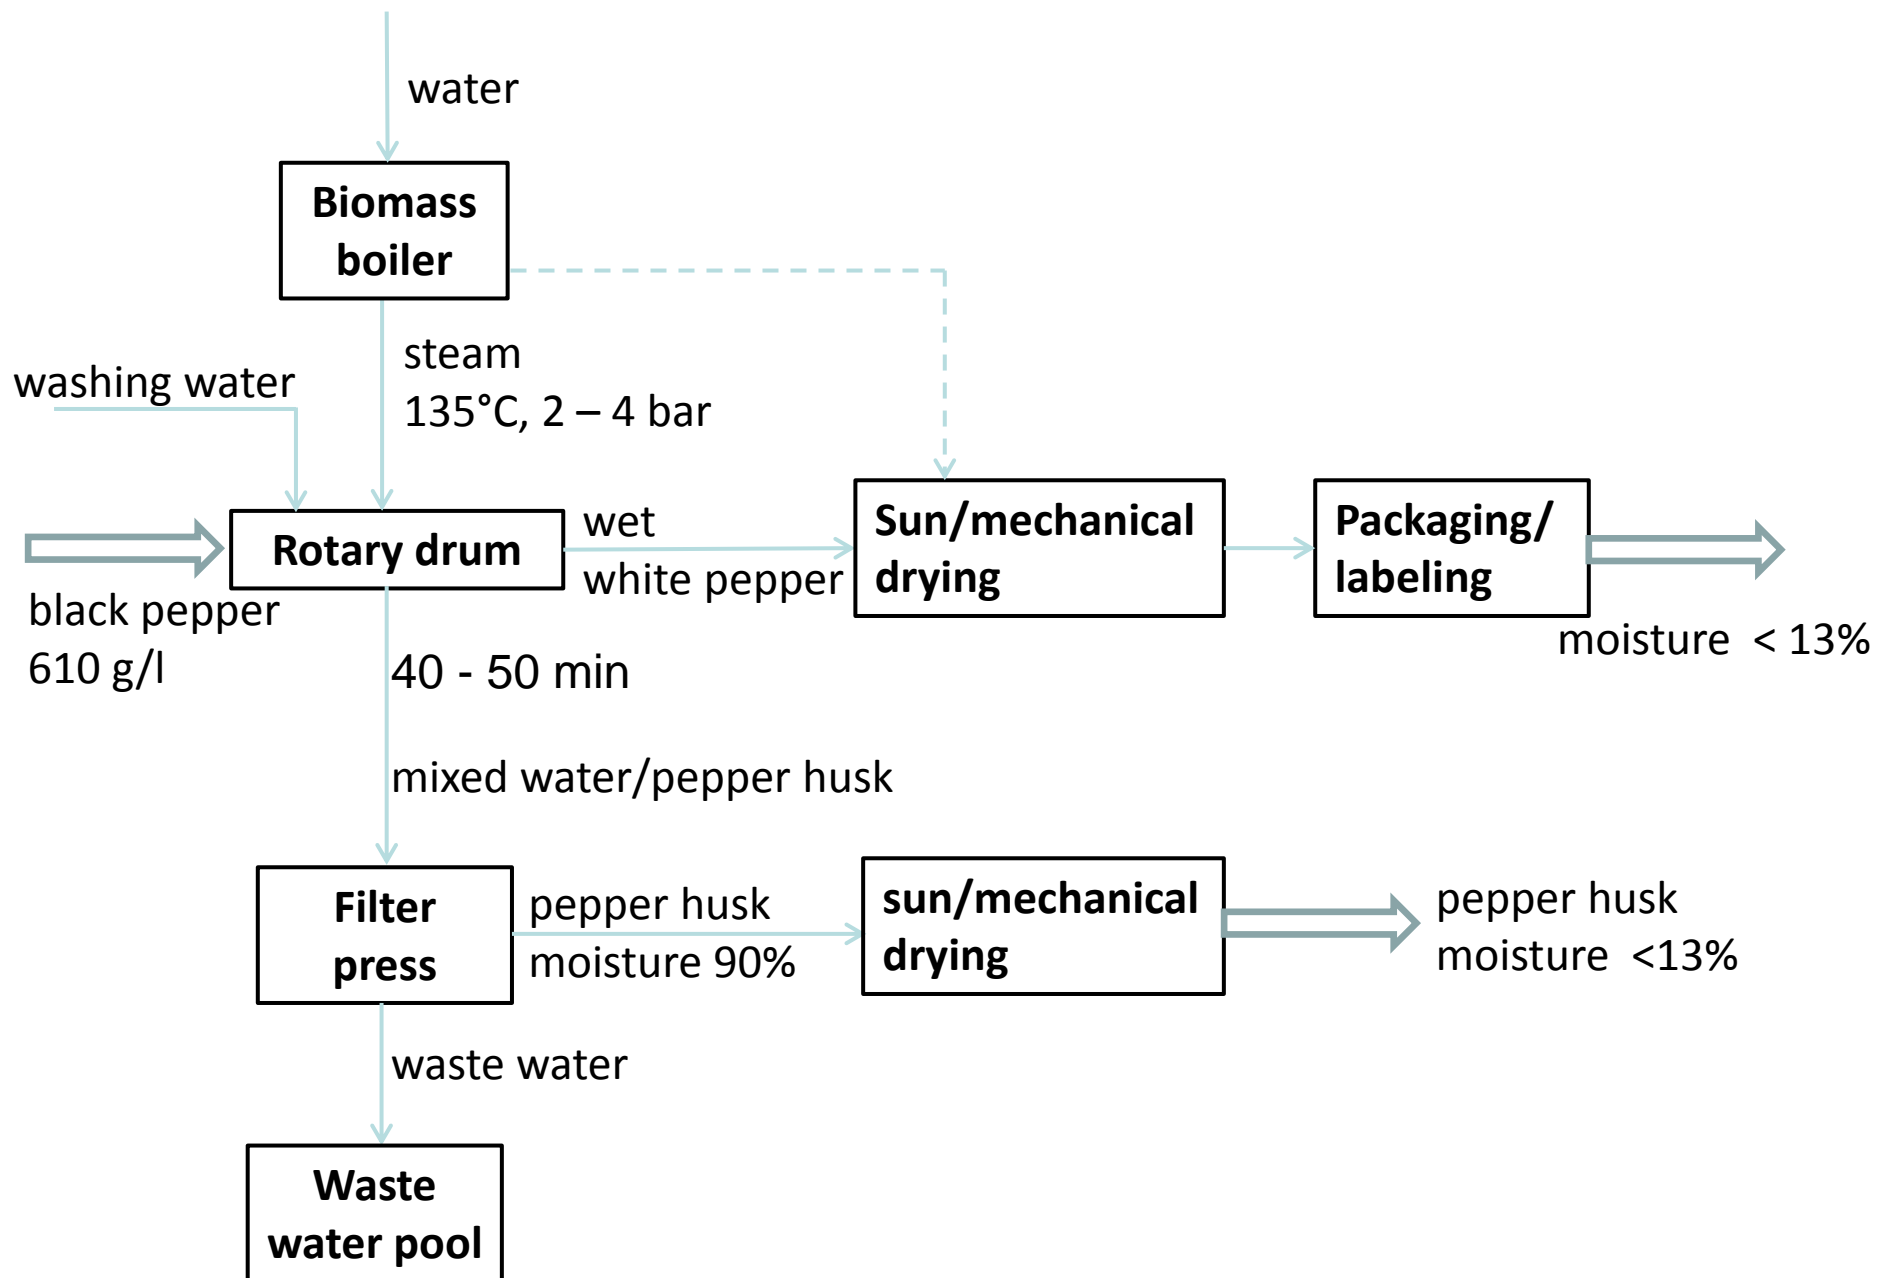 water
Biomass
boiler
steam
135°C, 2 – 4 bar
washing water
Rotary drum
black pepper
610 g/l
wet
white pepper
Sun/mechanical
drying
Packaging/
labeling
moisture < 13%
40 - 50 min
mixed water/pepper husk
Filter
press
pepper husk
moisture 90%
sun/mechanical
drying
pepper husk
moisture <13%
waste water
Waste
water pool